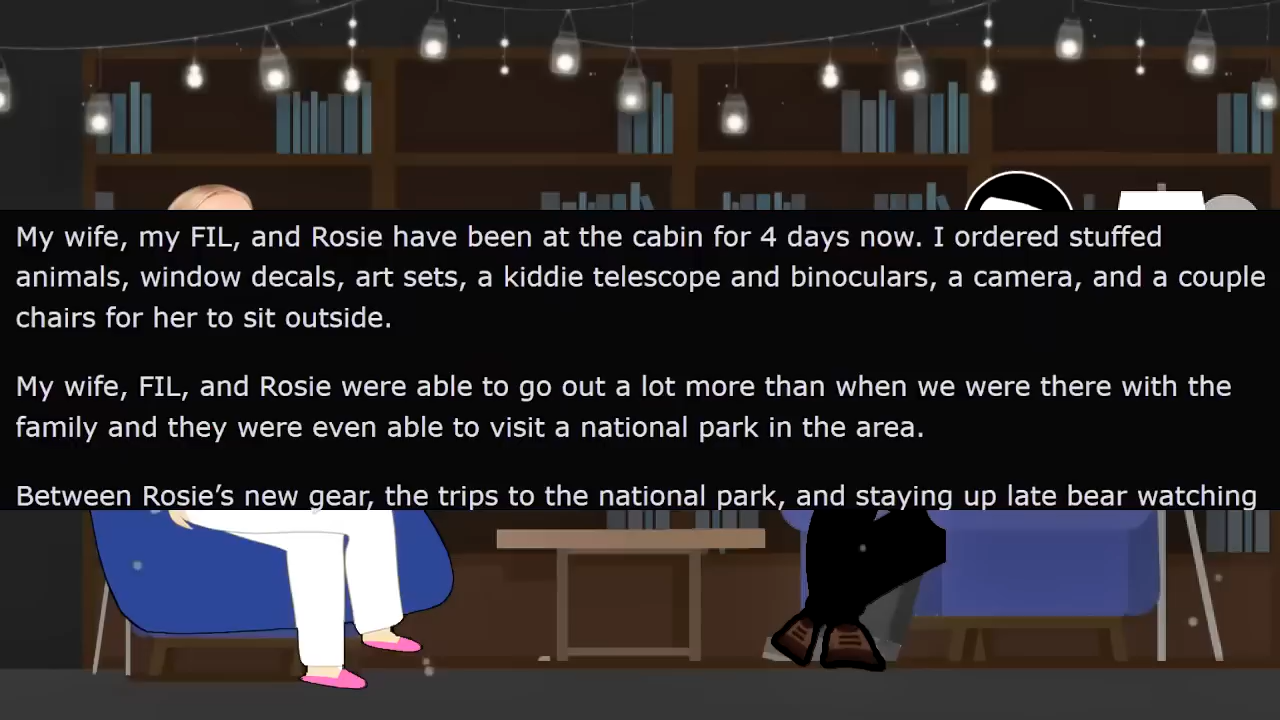 My wife, my FIL, and Rosie have been at the cabin for 4 days now. I ordered stuffed
animals, window decals, art sets, a kiddie telescope and binoculars, a camera, and a couple
chairs for her to sit outside.
My wife, FIL, and Rosie were able to go out a lot more than when we were there with the
family and they were even able to visit a national park in the area.
Between Rosie’s new gear, the trips to the national park, and staying up late bear watching